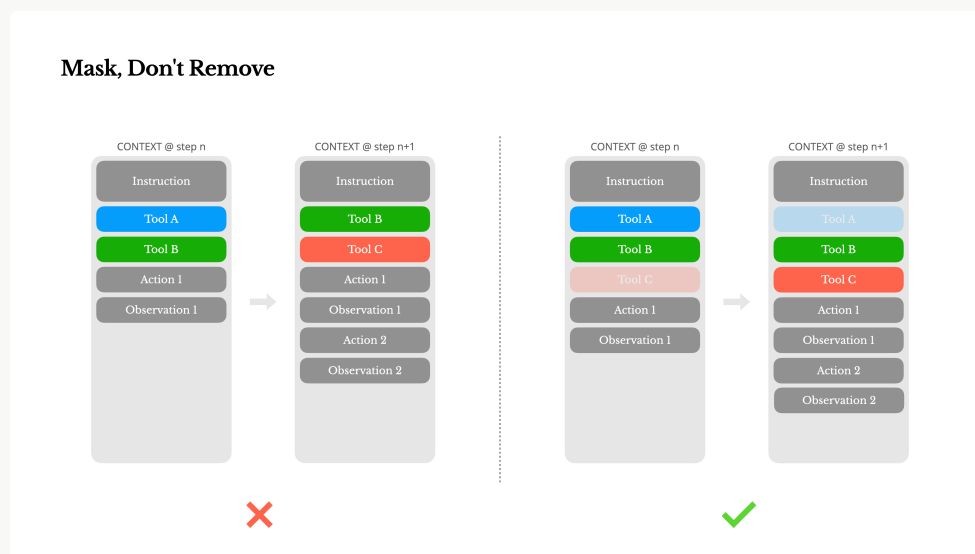 Mask, Don't Remove
CONTEXT @ step n
Instruction
Tool A
Tool B
Action 1
Observation 1
CONTEXT @ step n+1
Instruction
Tool B
Tool C
Action 1
Observation 1
Action 2
Observation 2
CONTEXT @ step n
Instruction
Tool A
Tool B
Tool C
Action 1
Observation 1
CONTEXT @ step n+1
Instruction
Tool A
Tool B
Tool C
Action 1
Observation 1
Action 2
Observation 2